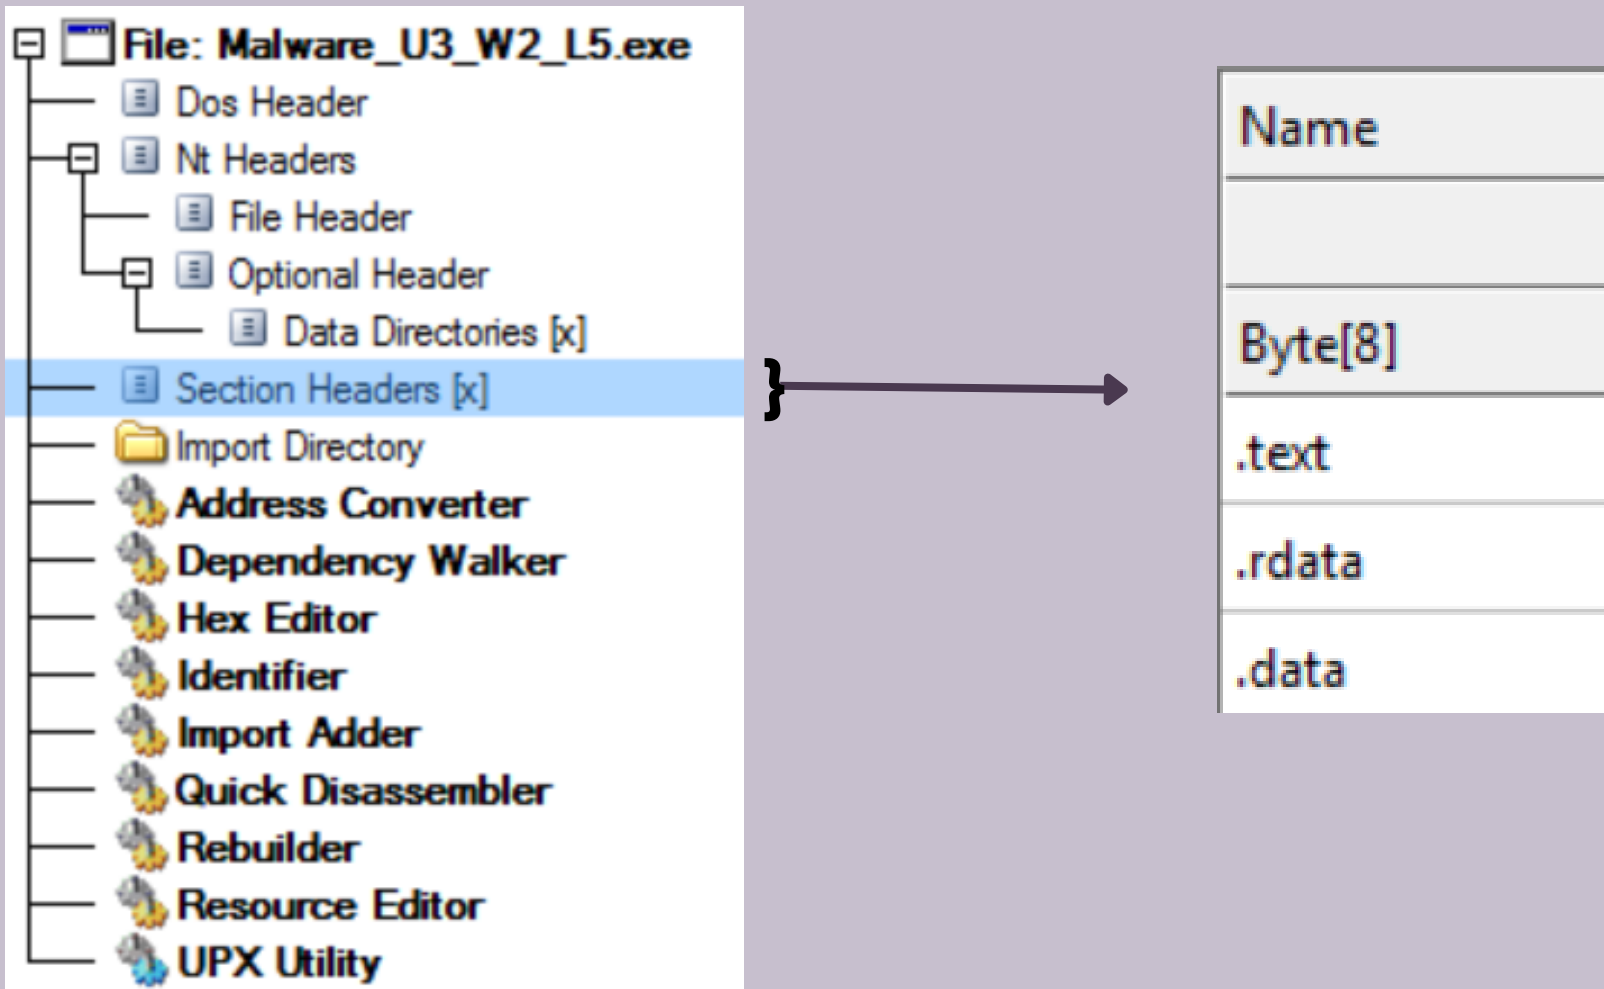 File: Malware_U3_W2_L5.exe
Dos Header
Nt Headers
File Header
Optional Header
Data Directories [x]
Section Headers [x]
Import Directory
Address Converter
Dependency Walker
Hex Editor
Identifier
Import Adder
Quick Disassembler
Rebuilder
Resource Editor
UPX Utility
}
Name
Byte[8]
.text
.rdata
.data